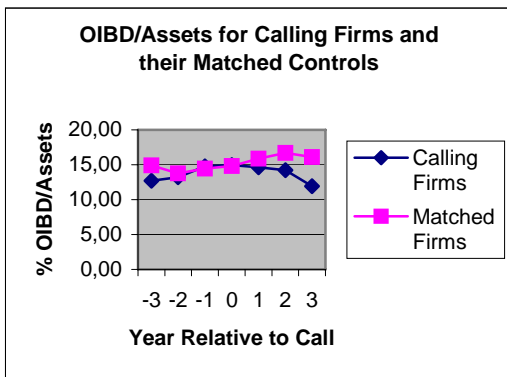 OIBD/Assets for Calling Firms and
their Matched Controls
% OIBD/Assets
20,00
15,00
10,00
5,00
0,00
-3 -2 -1 0 1 2 3
Year Relative to Call
Calling
Firms
Matched
Firms